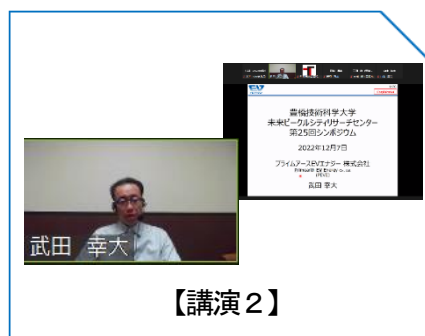 豊橋技術科学大学
未来ビークルシティリサーチセンター
第25回シンポジウム
2022年12月7日
プライムアースEVエナジー 株式会社
武田 幸大
武田 幸大
【講演2】